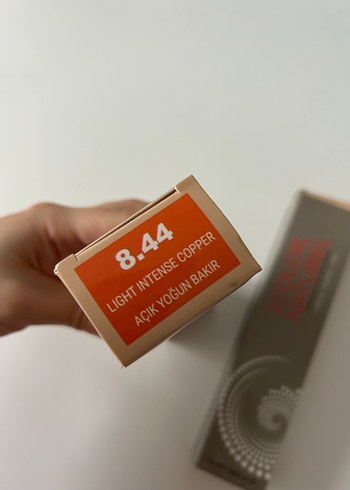 8.44
LIGHT INTENSE COPPER
AÇIK YOĞUN BAKIR